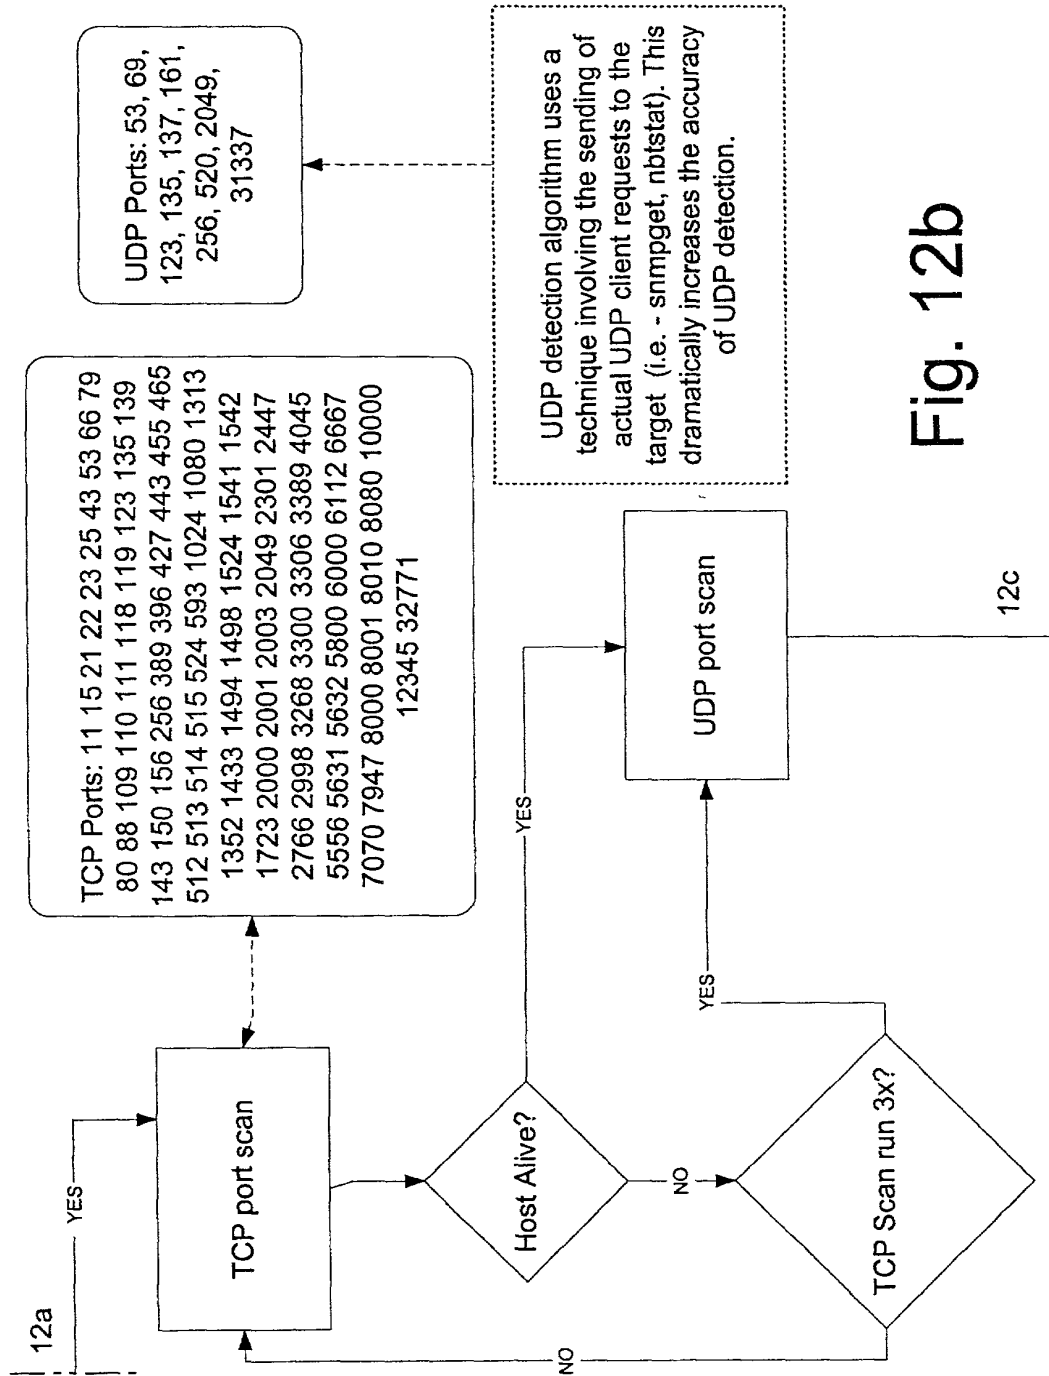 12a
YES
TCP port scan
TCP Ports: 11 15 21 22 23 25 43 53 66 79
80 88 109 110 111 118 119 123 135 139
143 150 156 256 389 396 427 443 455 465
512 513 514 515 524 593 1024 1080 1313
1352 1433 1494 1498 1524 1541 1542
1723 2000 2001 2003 2049 2301 2447
2766 2998 3268 3300 3306 3389 4045
5556 5631 5632 5800 6000 6112 6667
7070 7947 8000 8001 8010 8080 10000
12345 32771
UDP Ports: 53, 69,
123, 135, 137, 161,
256, 520, 2049,
31337
Host Alive?
YES
NO
TCP Scan run 3x?
NO
YES
UDP port scan
UDP detection algorithm uses a
technique involving the sending of
actual UDP client requests to the
target (i.e. - snmpget, nbtstat). This
dramatically increases the accuracy
of UDP detection.
12c
Fig. 12b